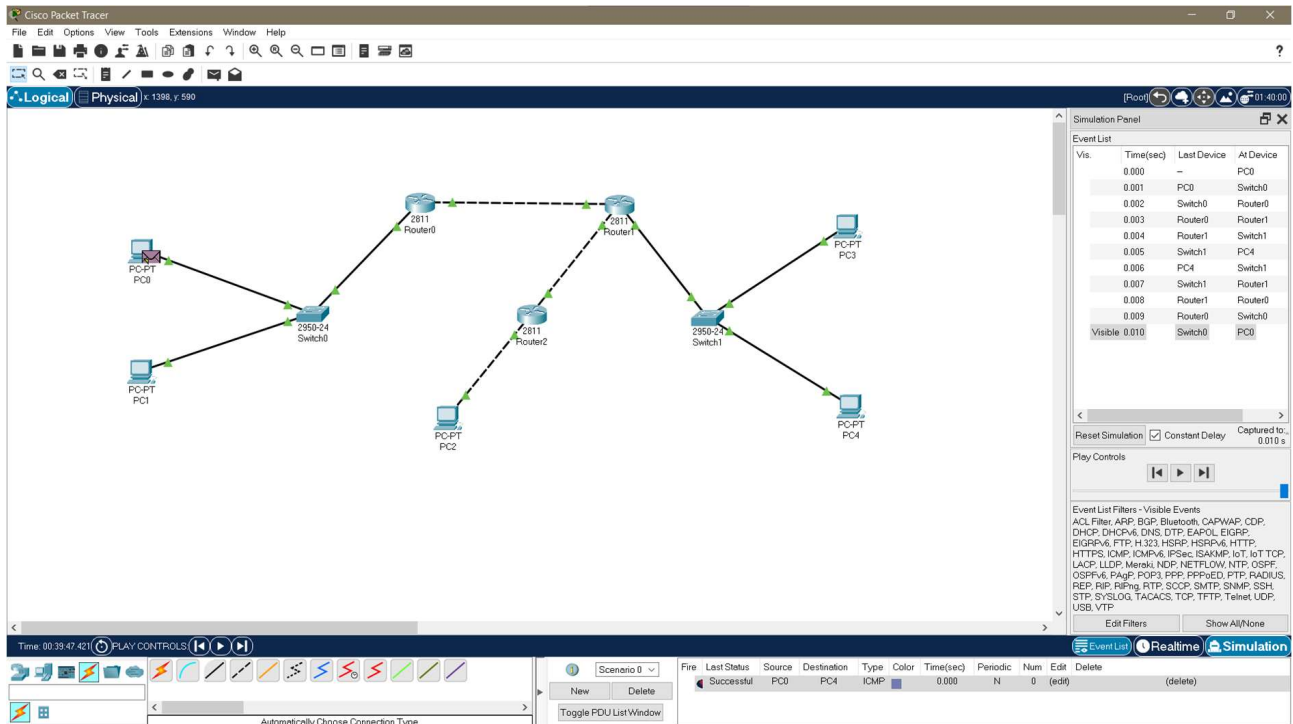 Cisco Packet Tracer
File Edit Options View Tools Extensions Window Help
?
Logical Physical x: 1398, y: 590
[Root] 01:40:00
2811
Router0
2811
Router1
PC-PT
PC0
PC-PT
PC3
2950-24
Switch0
2811
Router2
2950-24
Switch1
PC-PT
PC1
PC-PT
PC2
PC-PT
PC4
Simulation Panel
Event List
Vis. Time(sec) Last Device At Device
0.000 -- PC0
0.001 PC0 Switch0
0.002 Switch0 Router0
0.003 Router0 Router1
0.004 Router1 Switch1
0.005 Switch1 PC4
0.006 PC4 Switch1
0.007 Switch1 Router1
0.008 Router1 Router0
0.009 Router0 Switch0
Visible 0.010 Switch0 PC0
Reset Simulation Constant Delay Captured to:
0.010 s
Play Controls
Event List Filters - Visible Events
ACL Filter, ARP, BGP, Bluetooth, CAPWAP, CDP,
DHCP, DHCPv6, DNS, DTP, EAPOL, EIGRP,
EIGRPv6, FTP, H.323, HSRP, HSRPv6, HTTP,
HTTPS, ICMP, ICMPv6, IPSec, ISAKMP, IoT, IoT TCP,
LACP, LLDP, Meraki, NDP, NETFLOW, NTP, OSPF,
OSPFv6, PAgP, POP3, PPP, PPPoED, PTP, RADIUS,
REP, RIP, RIPng, RTP, SCCP, SMTP, SNMP, SSH,
STP, SYSLOG, TACACS, TCP, TFTP, Telnet, UDP,
USB, VTP
Edit Filters Show All/None
Time: 00:39:47.421 PLAY CONTROLS:
Event List Realtime Simulation
Automatically Choose Connection Type
Scenario 0
New Delete
Toggle PDU List Window
Fire Last Status Source Destination Type Color Time(sec) Periodic Num Edit Delete
Successful PC0 PC4 ICMP 0.000 N 0 (edit) (delete)